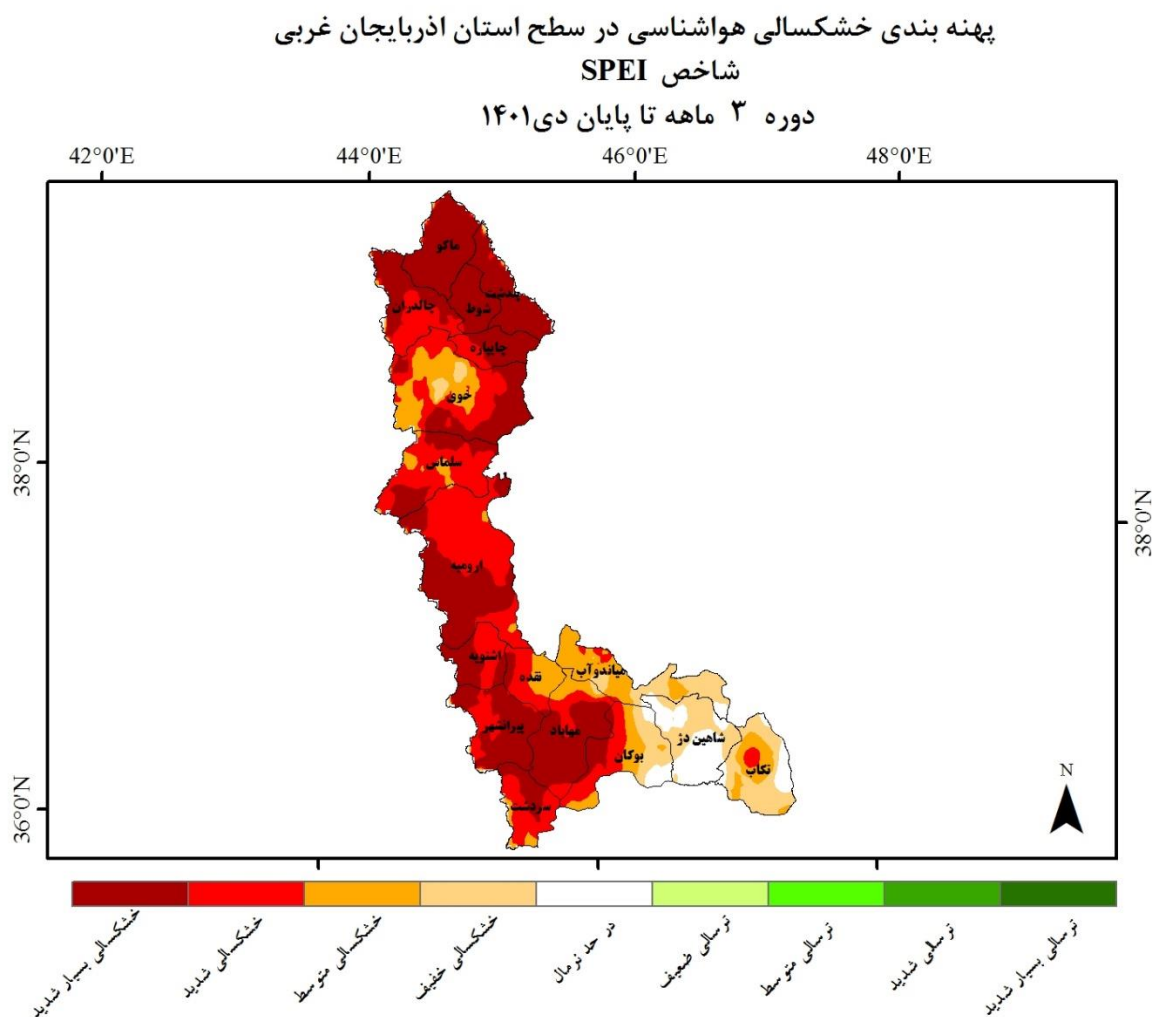 پهنه بندی خشکسالی هواشناسی در سطح استان اذربایجان غربی
شاخص SPEI
دوره ۳ ماهه تا پایان دی۱۴۰۱
42°0'E 44°0'E 46°0'E 48°0'E
ماکو
پلدشت
چالدران
شوط
چایپاره
خوی
38°0'N
سلماس
38°0'N
ارومیه
اشنویه
نقده
میاندوآب
پیرانشهر
مهاباد
بوکان
شاهین دژ
تکاب
سردشت
36°0'N
N
خشکسالی بسیار شدید
خشکسالی شدید
خشکسالی متوسط
خشکسالی خفیف
در حد نرمال
ترسالی ضعیف
ترسالی متوسط
ترسالی شدید
ترسالی بسیار شدید